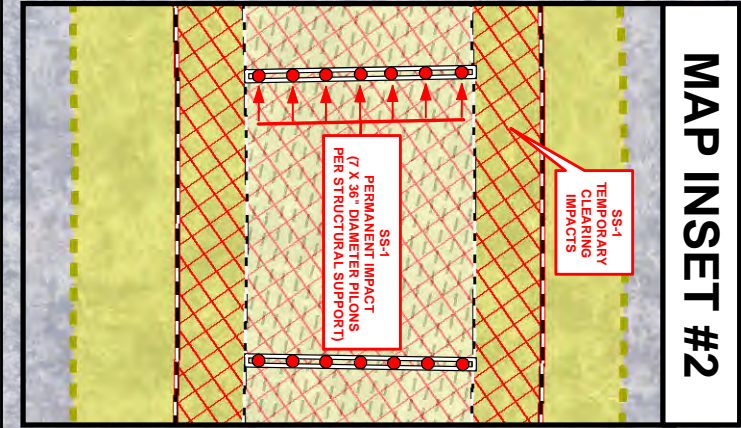 MAP INSET #2
SS-1
TEMPORARY
CLEARING
IMPACTS
SS-1
PERMANENT IMPACT
(7 X 36" DIAMETER PILONS
PER STRUCTURAL SUPPORT)